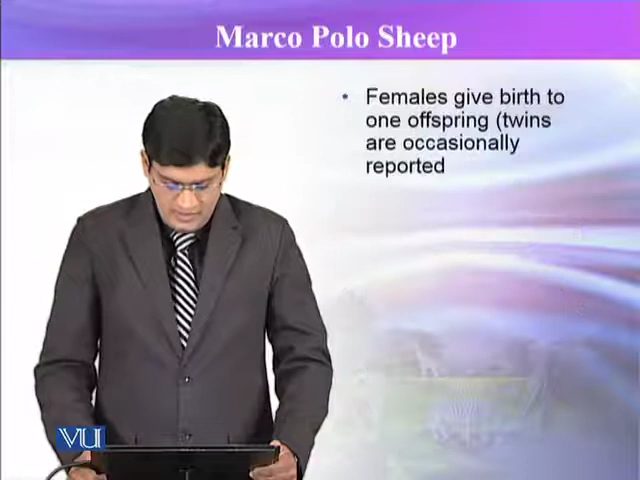 Marco Polo Sheep
• Females give birth to
one offspring (twins
are occasionally
reported
VU